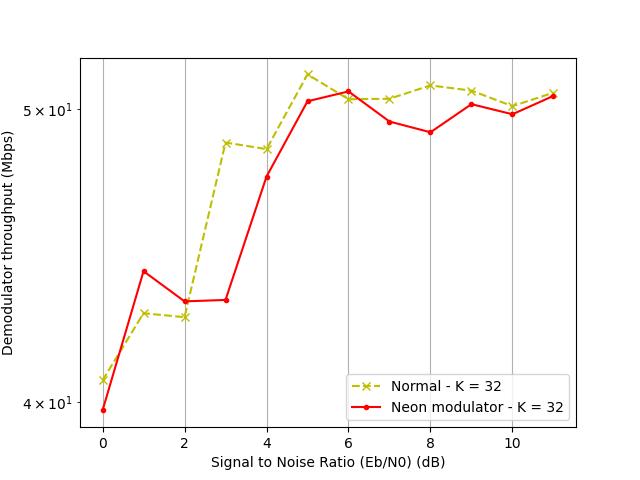 Demodulator throughput (Mbps)
5 × 10¹
4 × 10¹
Normal - K = 32
Neon modulator - K = 32
0 2 4 6 8 10
Signal to Noise Ratio (Eb/N0) (dB)